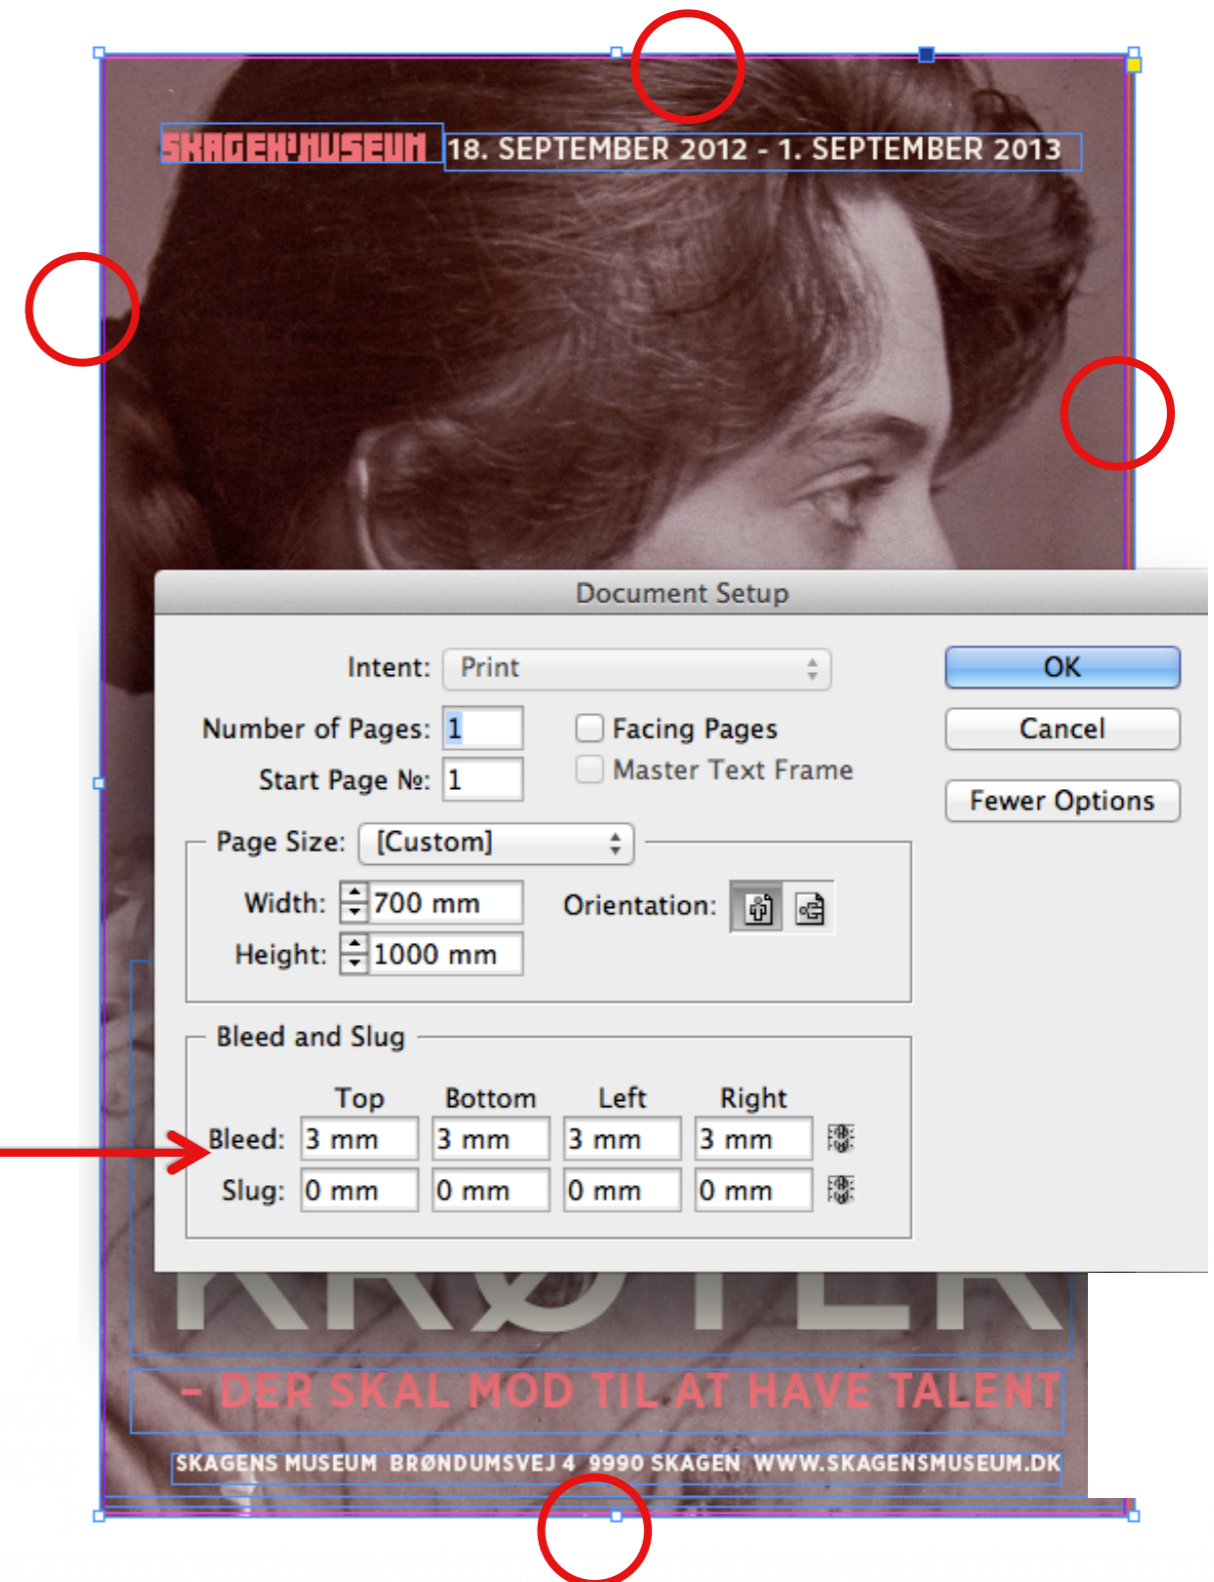 SKAGENS MUSEUM 18. SEPTEMBER 2012 - 1. SEPTEMBER 2013
Document Setup
Intent: Print
OK
Number of Pages: 1
Facing Pages
Cancel
Start Page №: 1
Master Text Frame
Fewer Options
Page Size: [Custom]
Width: 700 mm
Orientation:
Height: 1000 mm
Bleed and Slug
Top Bottom Left Right
Bleed: 3 mm 3 mm 3 mm 3 mm
Slug: 0 mm 0 mm 0 mm 0 mm
KRØYER
– DER SKAL MOD TIL AT HAVE TALENT
SKAGENS MUSEUM BRØNDUMSVEJ 4 9990 SKAGEN WWW.SKAGENSMUSEUM.DK